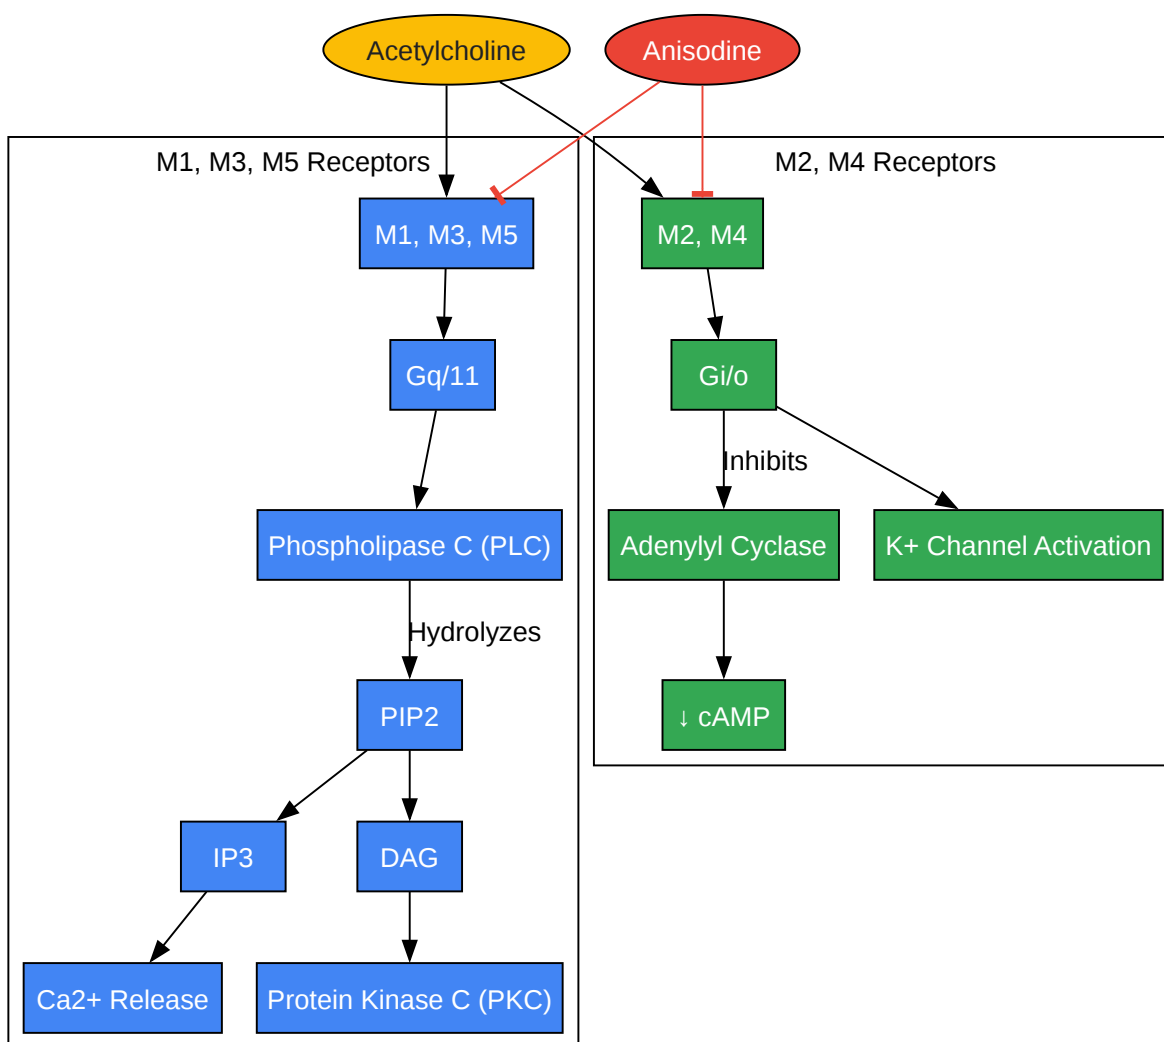 Acetylcholine
Anisodine
M1, M3, M5 Receptors
M2, M4 Receptors
M1, M3, M5
M2, M4
Gq/11
Gi/o
Inhibits
Phospholipase C (PLC)
Adenylyl Cyclase
K+ Channel Activation
Hydrolyzes
PIP2
↓ cAMP
IP3
DAG
Ca2+ Release
Protein Kinase C (PKC)